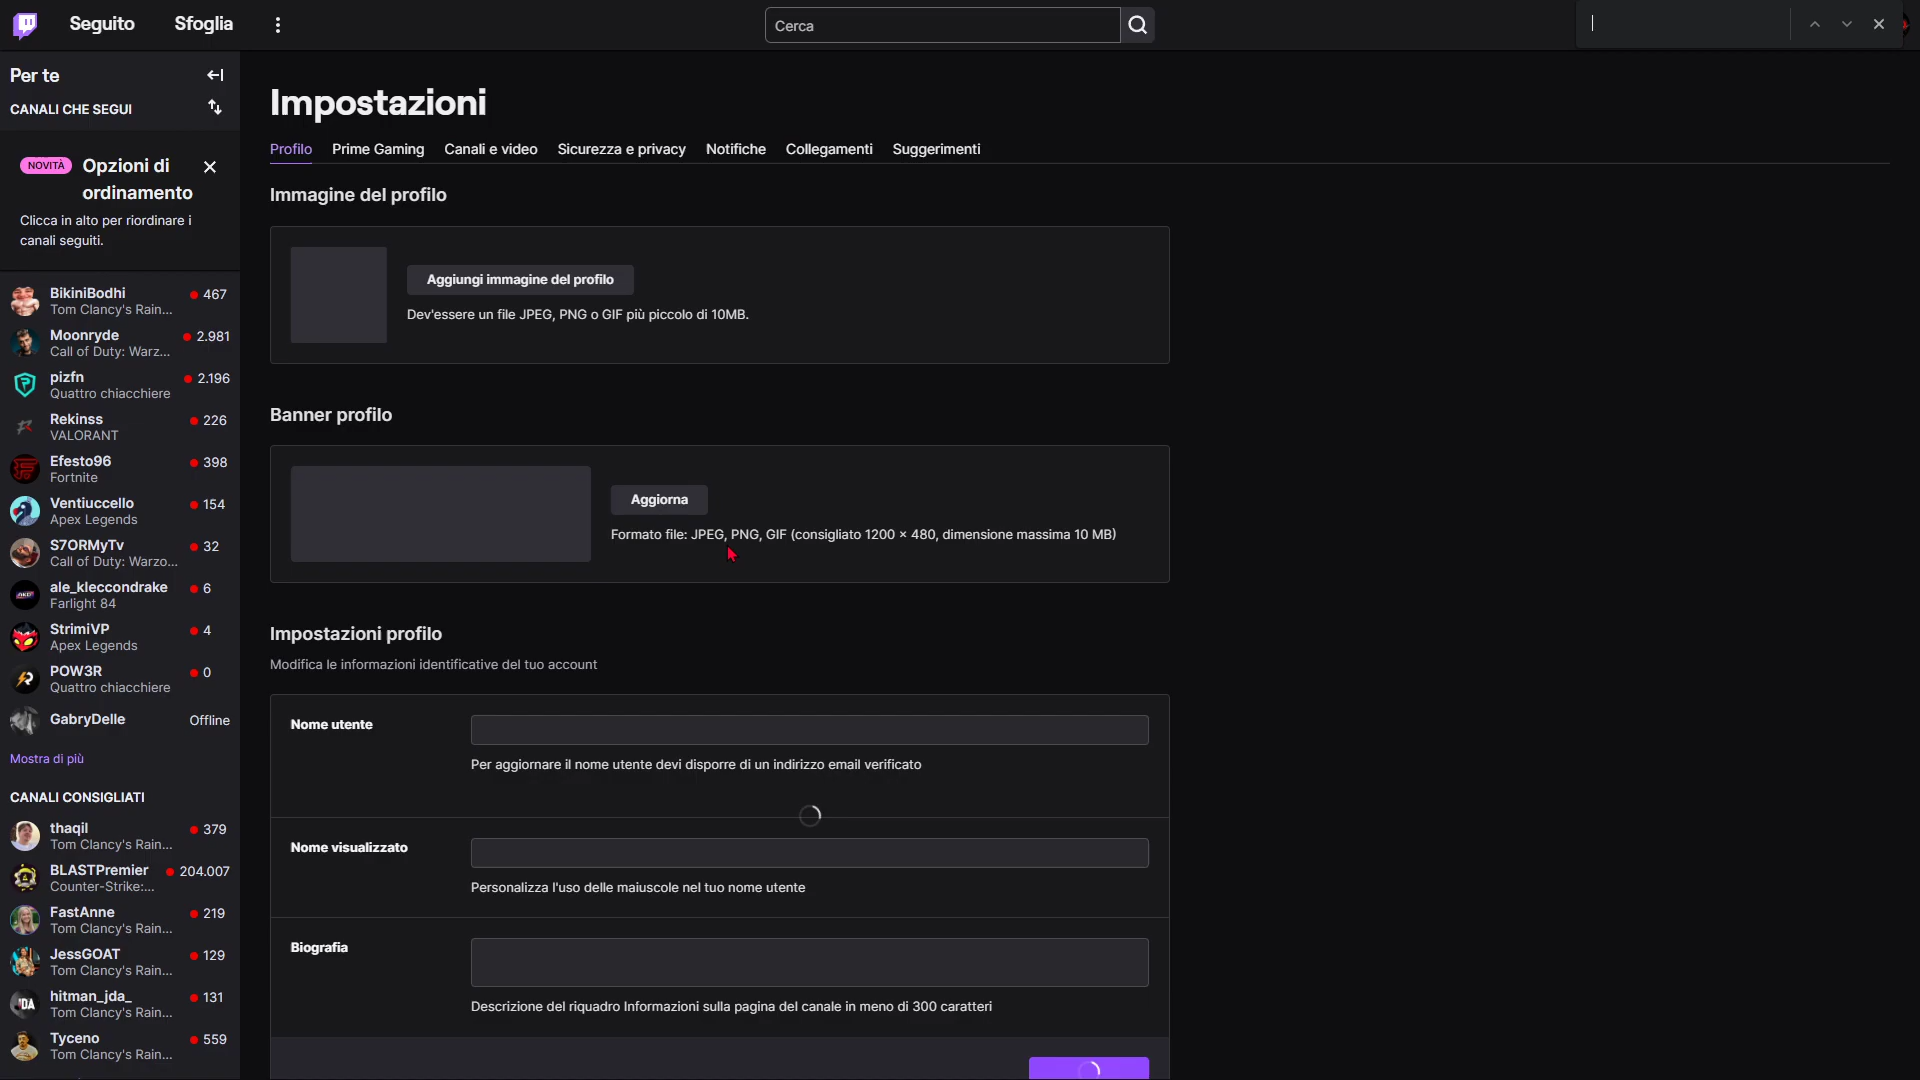 Seguito
Sfoglia
Cerca
Per te
CANALI CHE SEGUI
NOVITÀ
Opzioni di
ordinamento
Clicca in alto per riordinare i
canali seguiti.
BikiniBodhi
467
Tom Clancy's Rain...
Moonryde
2.981
Call of Duty: Warz...
pizfn
2.196
Quattro chiacchiere
Rekinss
226
VALORANT
Efesto96
398
Fortnite
Ventiuccello
154
Apex Legends
S7ORMyTv
32
Call of Duty: Warzo...
ale_kleccondrake
6
Farlight 84
StrimiVP
4
Apex Legends
POW3R
0
Quattro chiacchiere
GabryDelle
Offline
Mostra di più
CANALI CONSIGLIATI
thaqil
379
Tom Clancy's Rain...
BLASTPremier
204.007
Counter-Strike:...
FastAnne
219
Tom Clancy's Rain...
JessGOAT
129
Tom Clancy's Rain...
hitman_jda_
131
Tom Clancy's Rain...
Tyceno
559
Tom Clancy's Rain...
Impostazioni
Profilo
Prime Gaming
Canali e video
Sicurezza e privacy
Notifiche
Collegamenti
Suggerimenti
Immagine del profilo
Aggiungi immagine del profilo
Dev'essere un file JPEG, PNG o GIF più piccolo di 10MB.
Banner profilo
Aggiorna
Formato file: JPEG, PNG, GIF (consigliato 1200 × 480, dimensione massima 10 MB)
Impostazioni profilo
Modifica le informazioni identificative del tuo account
Nome utente
Per aggiornare il nome utente devi disporre di un indirizzo email verificato
Nome visualizzato
Personalizza l'uso delle maiuscole nel tuo nome utente
Biografia
Descrizione del riquadro Informazioni sulla pagina del canale in meno di 300 caratteri